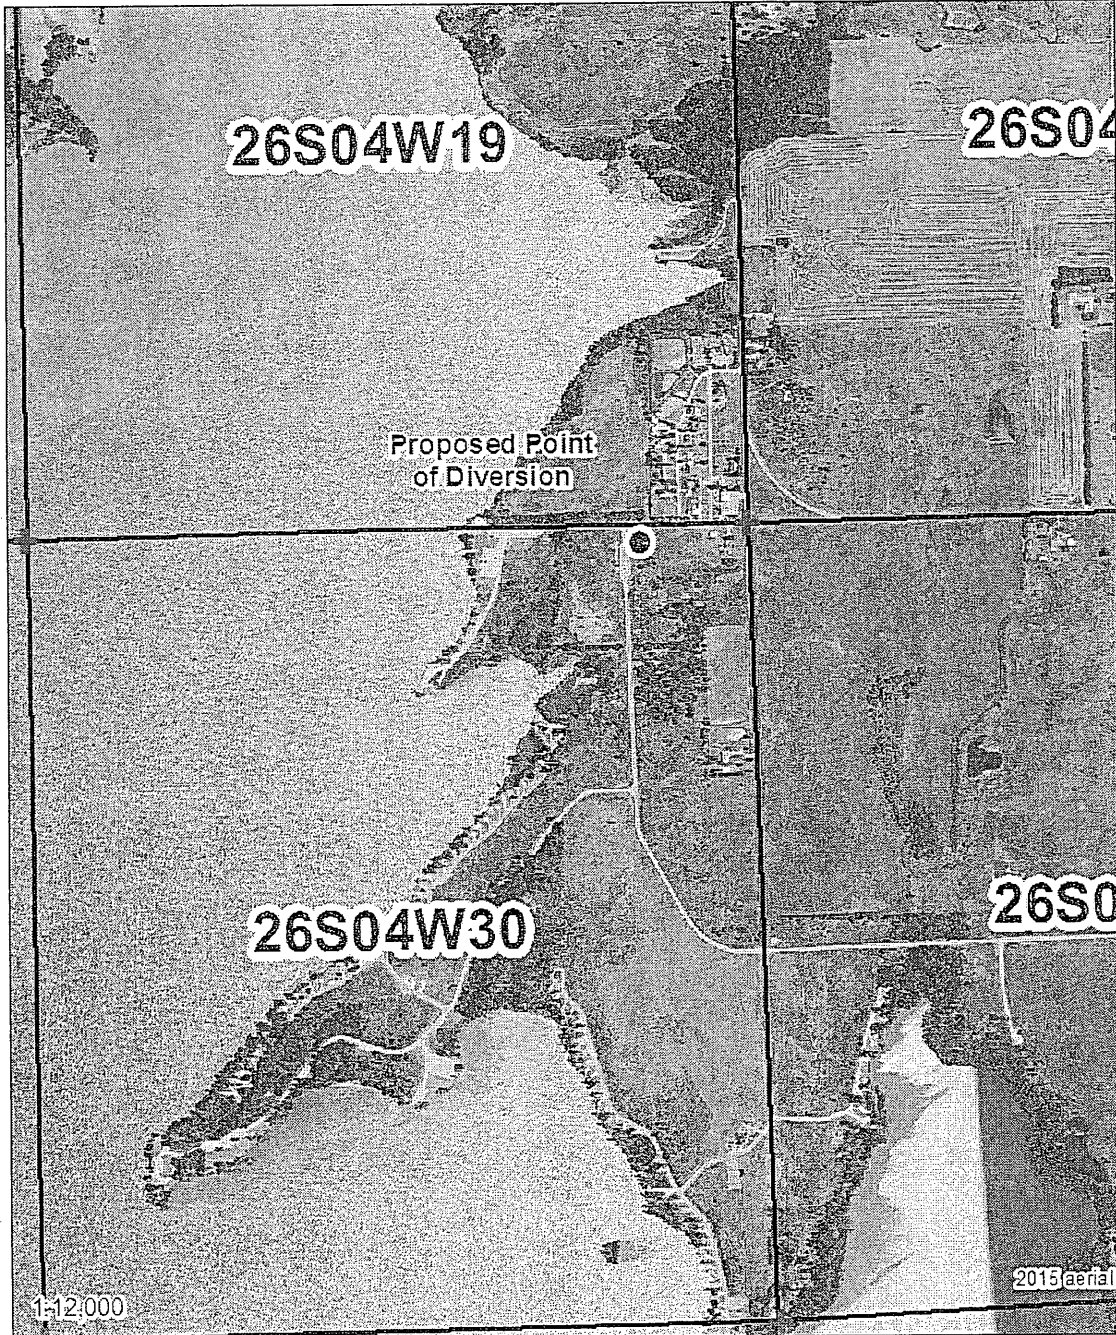 26S04W19
26S04
Proposed Point
of Diversion
26S04W30
26S0
2015 aerial
1:12,000